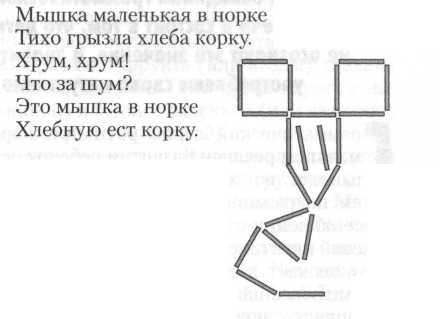 Мышка маленькая в норке
Тихо грызла хлеба корку.
Хрум, хрум!
Что за шум?
Это мышка в норке
Хлебную ест корку.